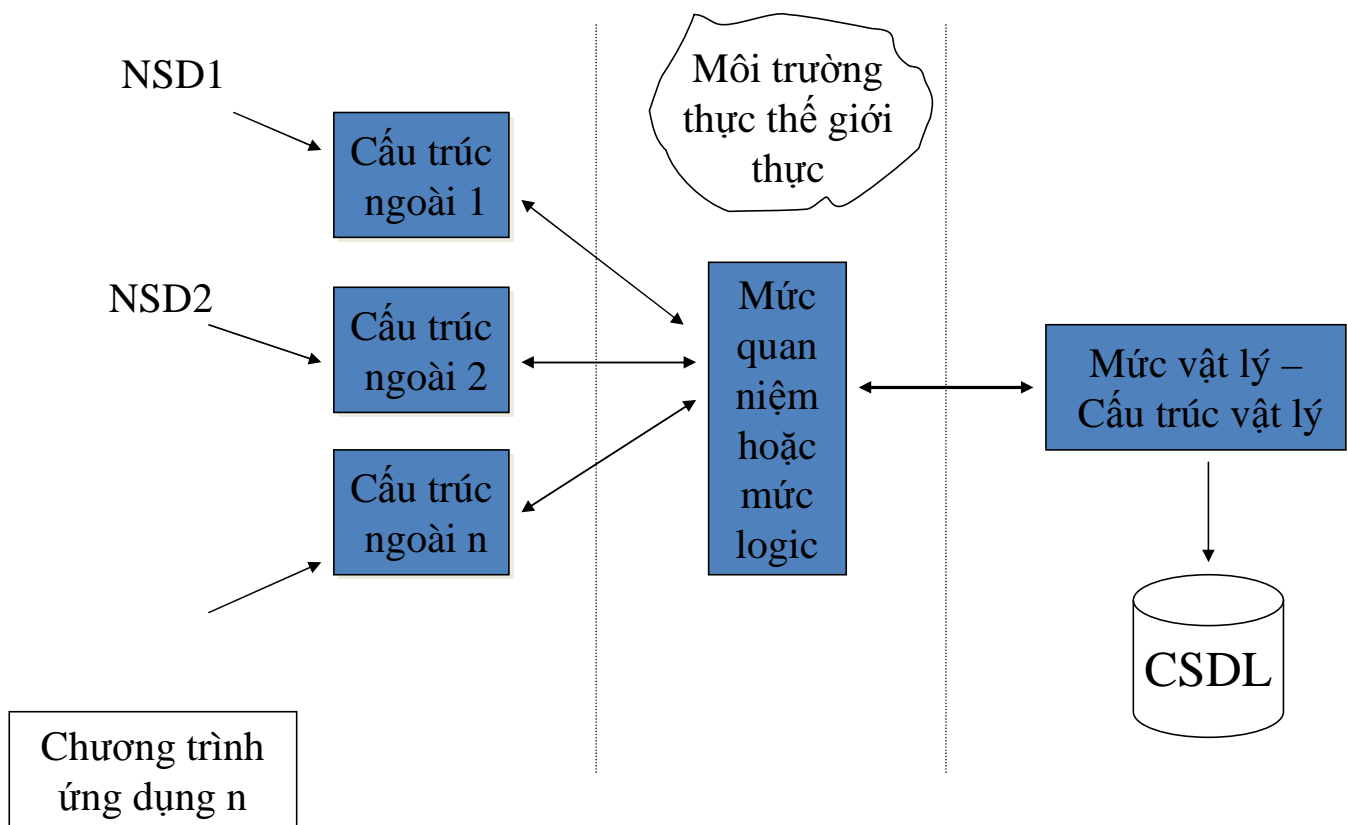 NSD1
Cấu trúc
ngoài 1
NSD2
Cấu trúc
ngoài 2
Cấu trúc
ngoài n
Chương trình
ứng dụng n
Môi trường
thực thế giới
thực
Mức
quan
niệm
hoặc
mức
logic
Mức vật lý –
Cấu trúc vật lý
CSDL